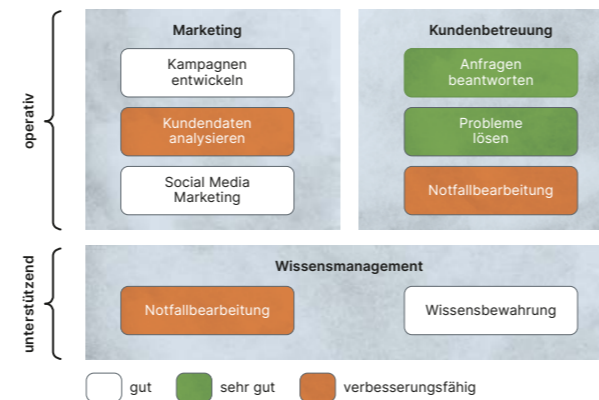 operativ
Marketing
Kampagnen
entwickeln
Kundendaten
analysieren
Social Media
Marketing
Kundenbetreuung
Anfragen
beantworten
Probleme
lösen
Notfallbearbeitung
unterstützend
Wissensmanagement
Notfallbearbeitung
Wissensbewahrung
gut
sehr gut
verbesserungsfähig